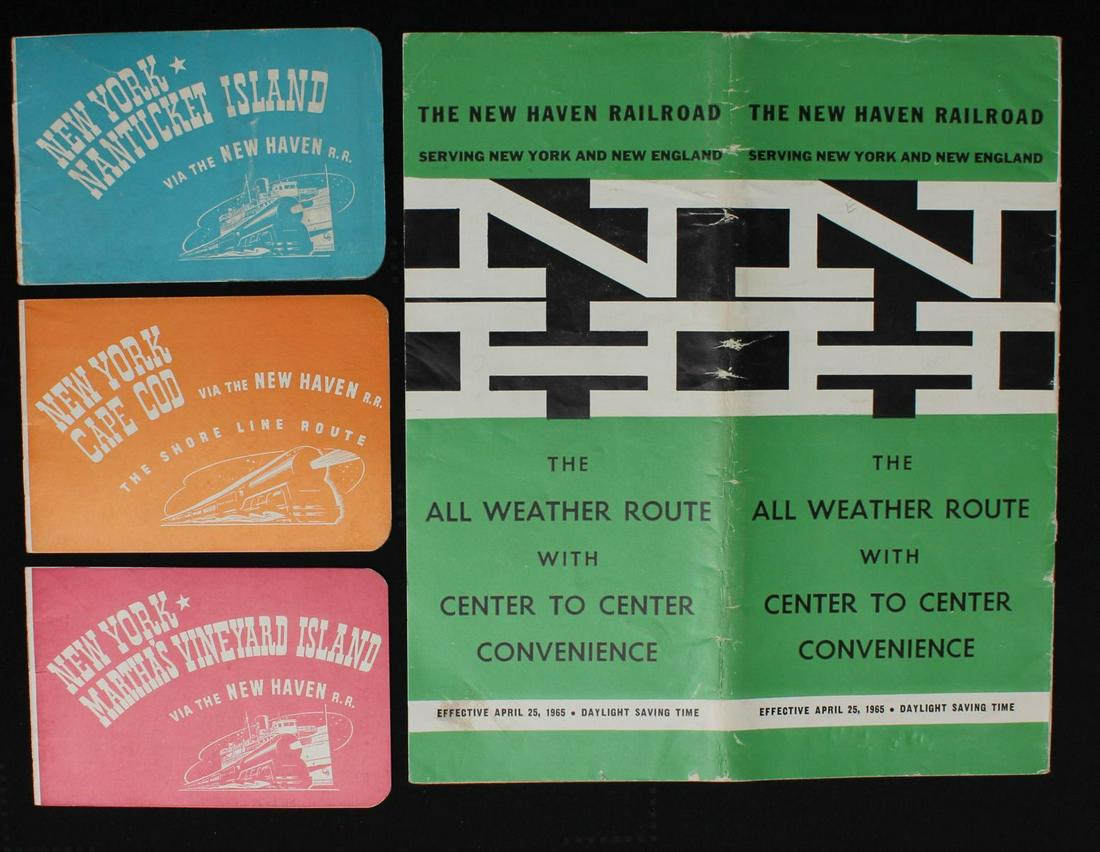 NEW YORK
NANTUCKET ISLAND
VIA THE NEW HAVEN R.R.
NEW YORK
CAPE COD
VIA THE NEW HAVEN R.R.
THE SHORE LINE ROUTE
NEW YORK
MARTHA'S VINEYARD ISLAND
VIA THE NEW HAVEN R.R.
THE NEW HAVEN RAILROAD
SERVING NEW YORK AND NEW ENGLAND
N
H
THE
ALL WEATHER ROUTE
WITH
CENTER TO CENTER
CONVENIENCE
EFFECTIVE APRIL 25, 1965 • DAYLIGHT SAVING TIME
THE NEW HAVEN RAILROAD
SERVING NEW YORK AND NEW ENGLAND
N
H
THE
ALL WEATHER ROUTE
WITH
CENTER TO CENTER
CONVENIENCE
EFFECTIVE APRIL 25, 1965 • DAYLIGHT SAVING TIME